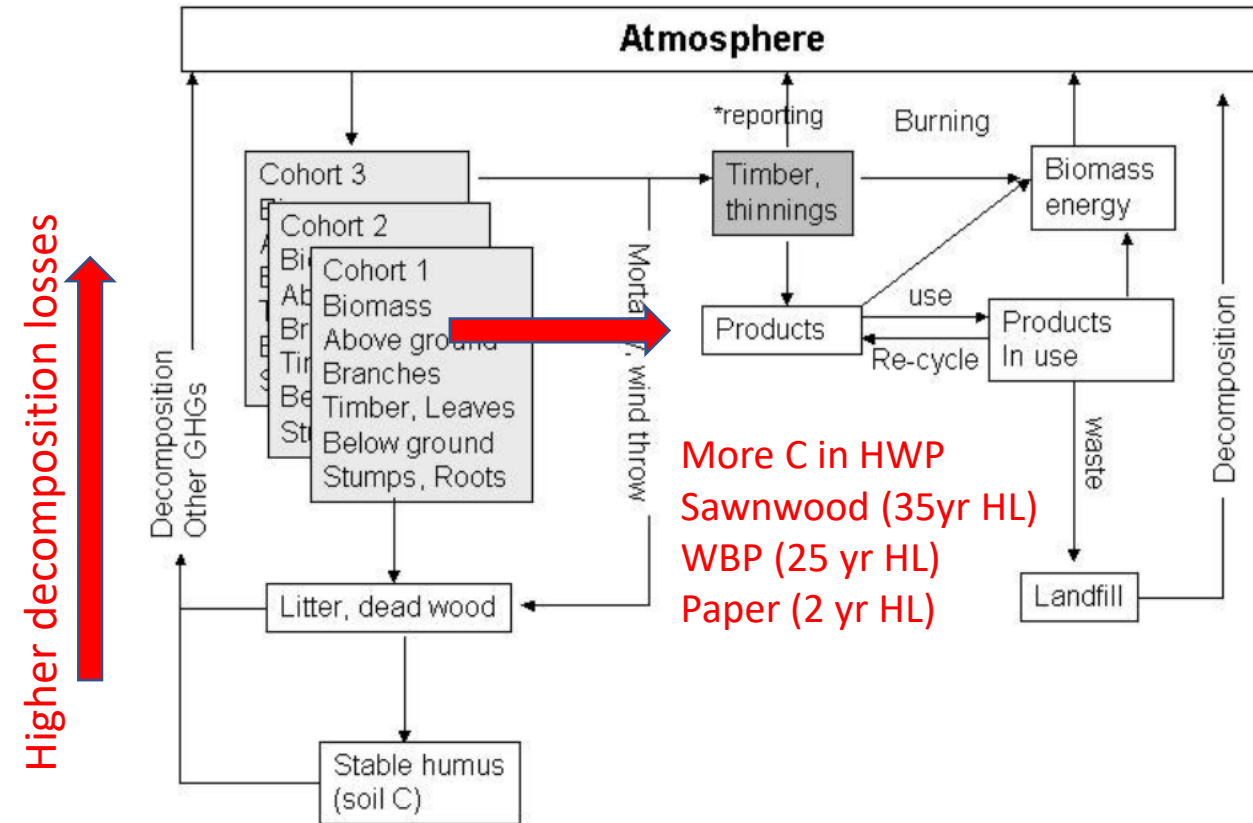 Atmosphere
*reporting
Burning
Cohort 3
Cohort 2
Cohort 1
Biomass
Above ground
Branches
Timber, Leaves
Below ground
Stumps, Roots
Timber,
thinnings
Biomass
energy
Products
use
Re-cycle
Products
In use
wind throw
waste
Decomposition
Landfill
Higher decomposition losses
Decomposition
Other GHGs
More C in HWP
Sawnwood (35yr HL)
WBP (25 yr HL)
Paper (2 yr HL)
Litter, dead wood
Stable humus
(soil C)